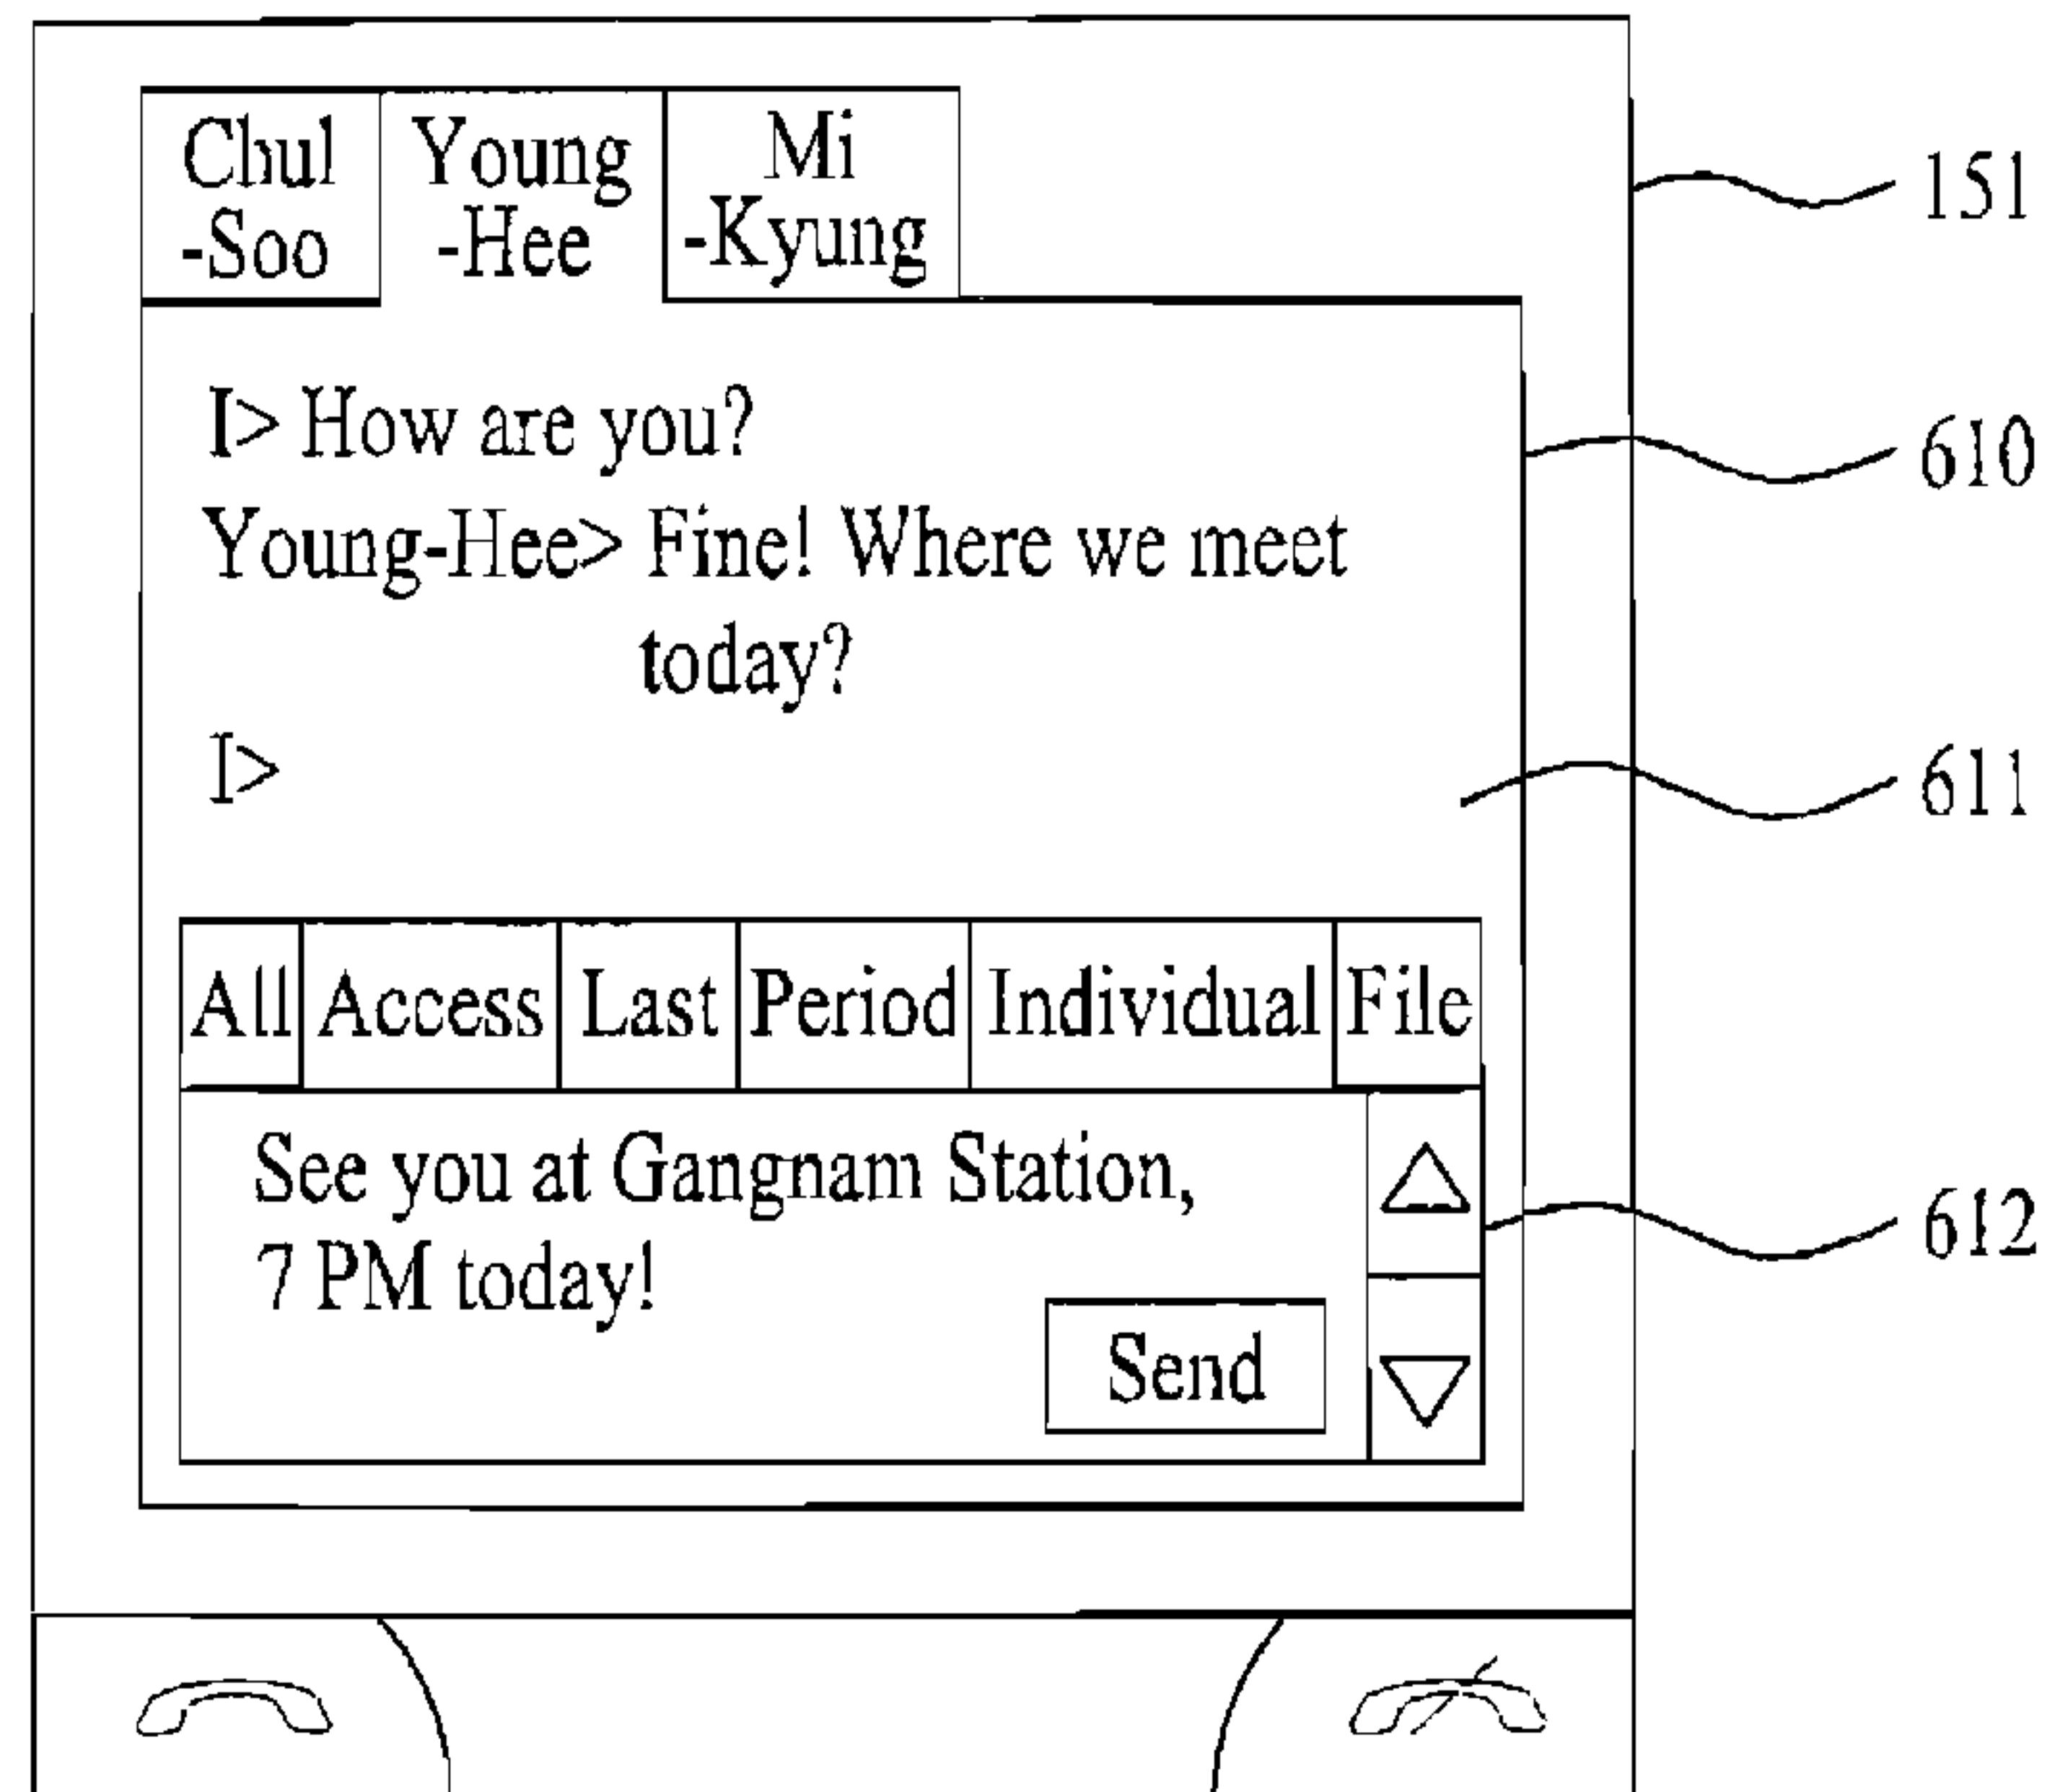 Chul
-Soo
Young
-Hee
Mi
-Kyung
151
I> How are you?
610
Young-Hee> Fine! Where we meet
today?
I>
611
All Access Last Period Individual File
See you at Gangnam Station,
7 PM today!
612
Send